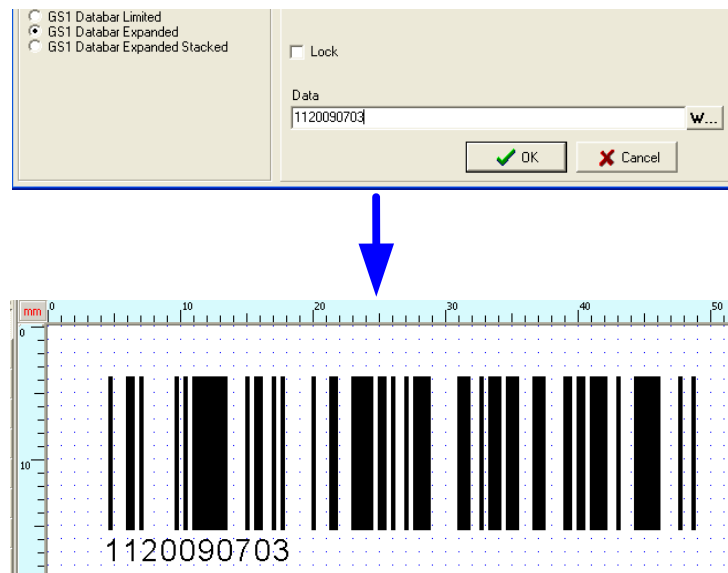 GS1 Databar Limited
GS1 Databar Expanded
GS1 Databar Expanded Stacked
Lock
Data
1120090703
W...
OK
Cancel
mm
0 10 20 30 40 50
0
10
1120090703